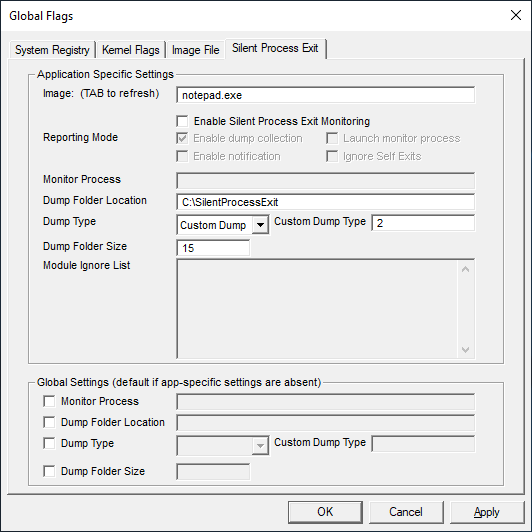 Global Flags
System Registry Kernel Flags Image File Silent Process Exit
Application Specific Settings
Image: (TAB to refresh) notepad.exe
Enable Silent Process Exit Monitoring
Reporting Mode Enable dump collection Launch monitor process
Enable notification Ignore Self Exits
Monitor Process
Dump Folder Location C:\SilentProcessExit
Dump Type Custom Dump Custom Dump Type 2
Dump Folder Size 15
Module Ignore List
Global Settings (default if app-specific settings are absent)
Monitor Process
Dump Folder Location
Dump Type Custom Dump Type
Dump Folder Size
OK Cancel Apply